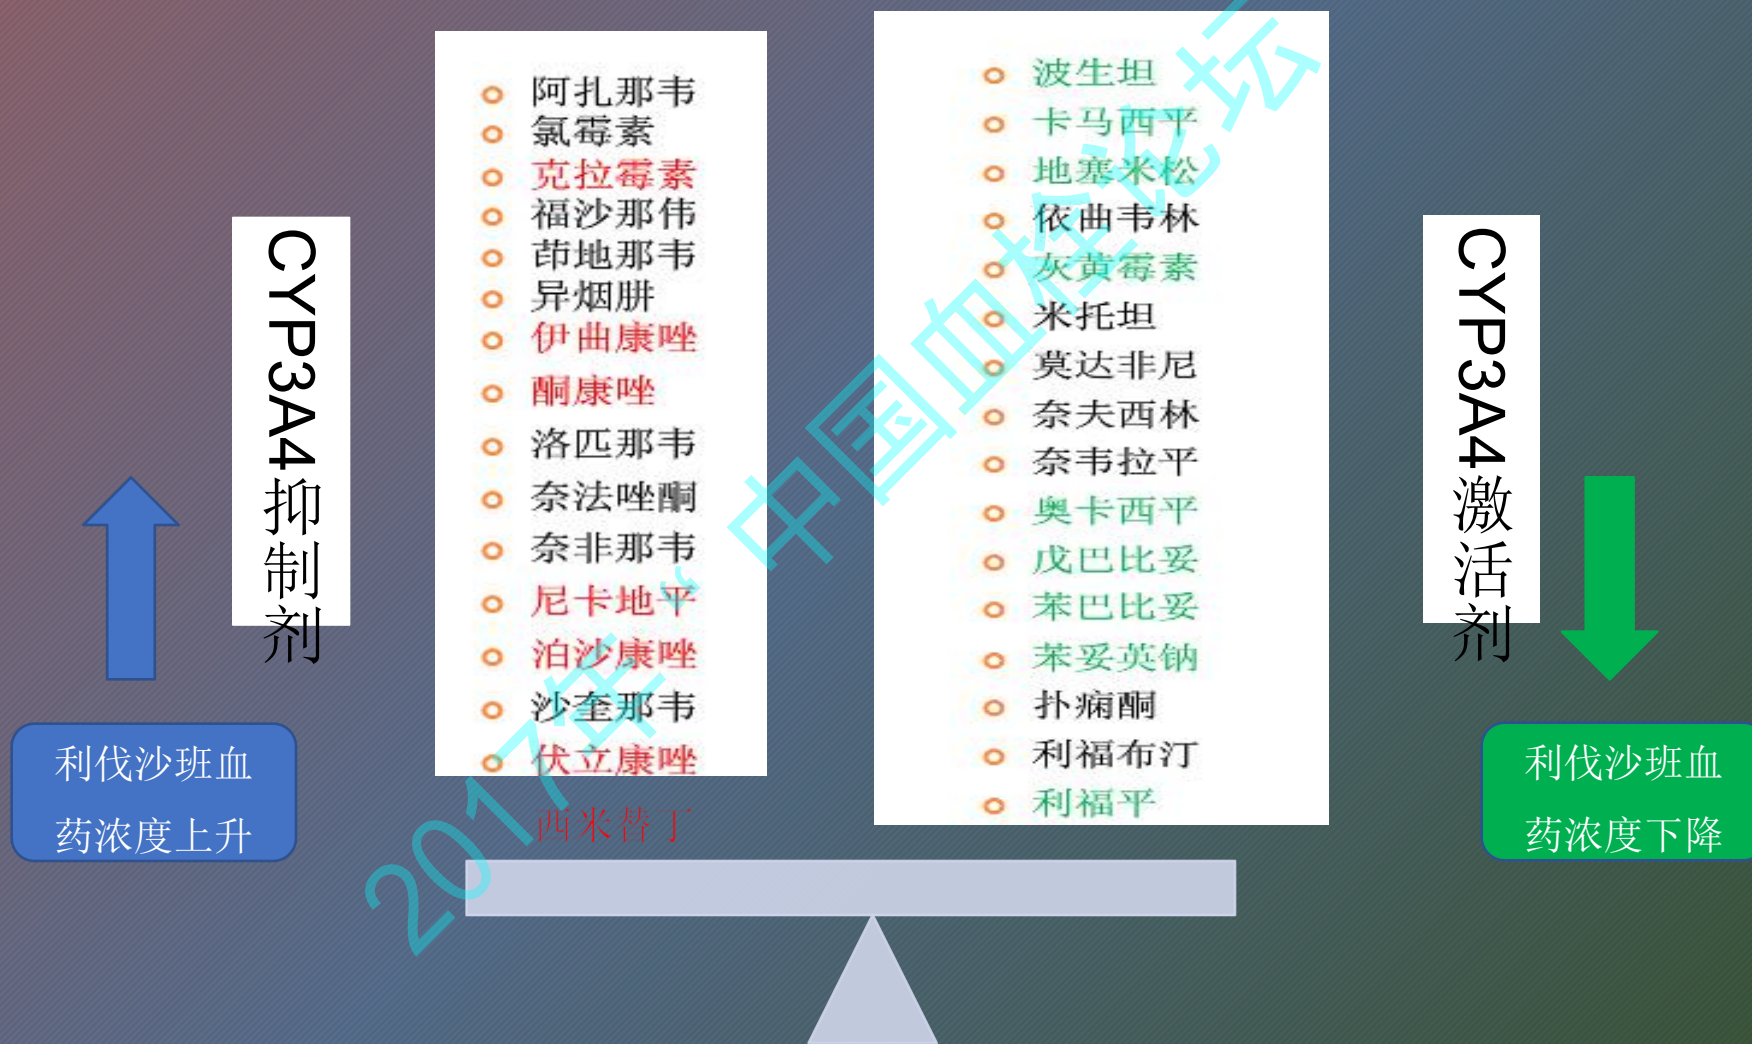 CYP3A4抑制剂
利伐沙班血
药浓度上升
阿扎那韦
氯霉素
克拉霉素
福沙那伟
茚地那韦
异烟肼
伊曲康唑
酮康唑
洛匹那韦
奈法唑酮
奈非那韦
尼卡地平
泊沙康唑
沙奎那韦
伏立康唑
西米替丁
波生坦
卡马西平
地塞米松
依曲韦林
灰黄霉素
米托坦
莫达非尼
奈夫西林
奈韦拉平
奥卡西平
戊巴比妥
苯巴比妥
苯妥英钠
扑痫酮
利福布汀
利福平
CYP3A4激活剂
利伐沙班血
药浓度下降
2017年“中国血栓论坛